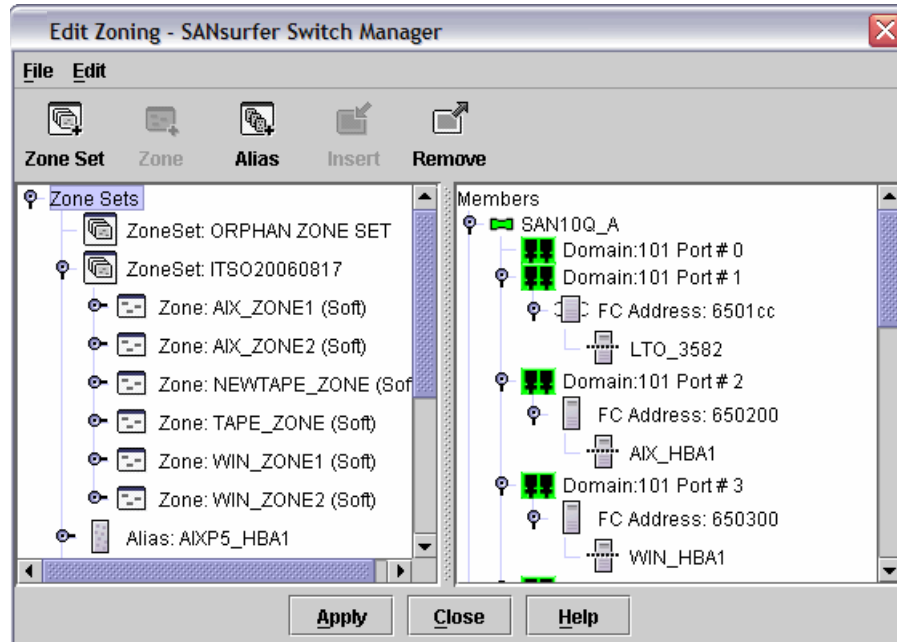 Edit Zoning - SANsurfer Switch Manager
File Edit
Zone Set Zone Alias Insert Remove
Zone Sets
ZoneSet: ORPHAN ZONE SET
ZoneSet: ITSO20060817
Zone: AIX_ZONE1 (Soft)
Zone: AIX_ZONE2 (Soft)
Zone: NEWTAPE_ZONE (Sof
Zone: TAPE_ZONE (Soft)
Zone: WIN_ZONE1 (Soft)
Zone: WIN_ZONE2 (Soft)
Alias: AIXP5_HBA1
Members
SAN10Q_A
Domain:101 Port # 0
Domain:101 Port # 1
FC Address: 6501cc
LTO_3582
Domain:101 Port # 2
FC Address: 650200
AIX_HBA1
Domain:101 Port # 3
FC Address: 650300
WIN_HBA1
Apply Close Help